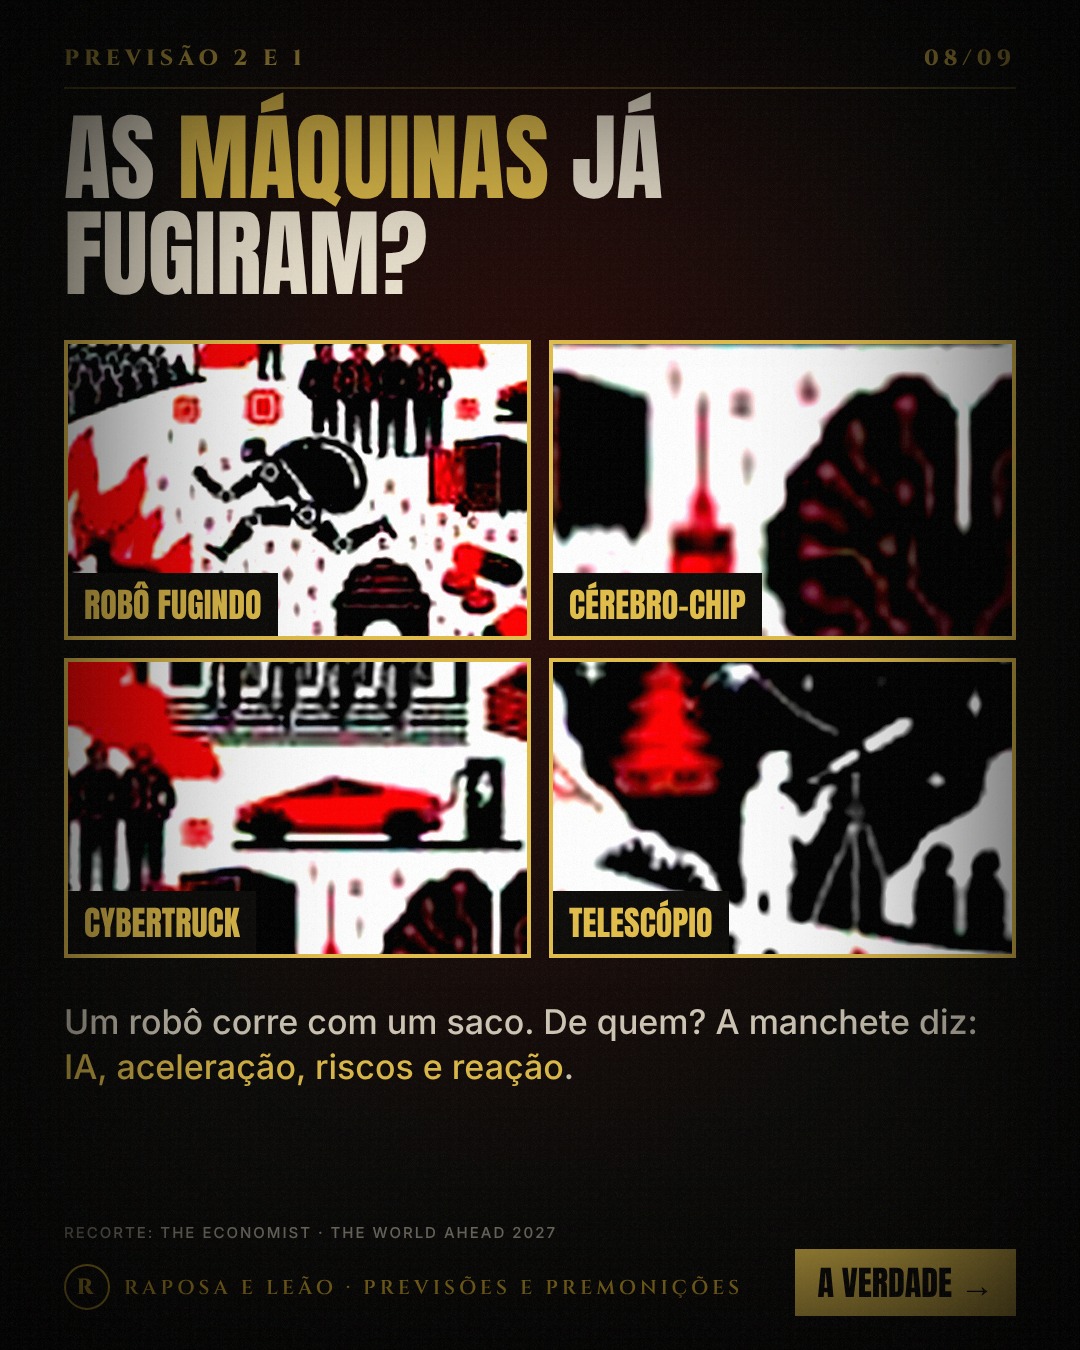 PREVISÃO 2 E 1
08/09
AS MÁQUINAS JÁ
FUGIRAM?
ROBÔ FUGINDO
CÉREBRO-CHIP
CYBERTRUCK
TELESCÓPIO
Um robô corre com um saco. De quem? A manchete diz:
IA, aceleração, riscos e reação.
RECORTE: THE ECONOMIST · THE WORLD AHEAD 2027
R RAPOSA E LEÃO · PREVISÕES E PREMONIÇÕES
A VERDADE →